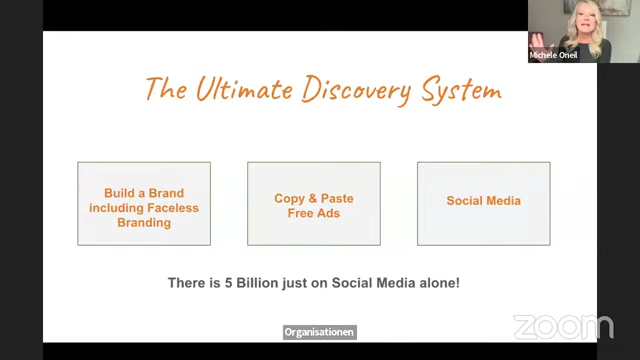 Michele Oneil
The Ultimate Discovery System
Build a Brand
including Faceless
Branding
Copy & Paste
Free Ads
Social Media
There is 5 Billion just on Social Media alone!
Organisationen
zoom